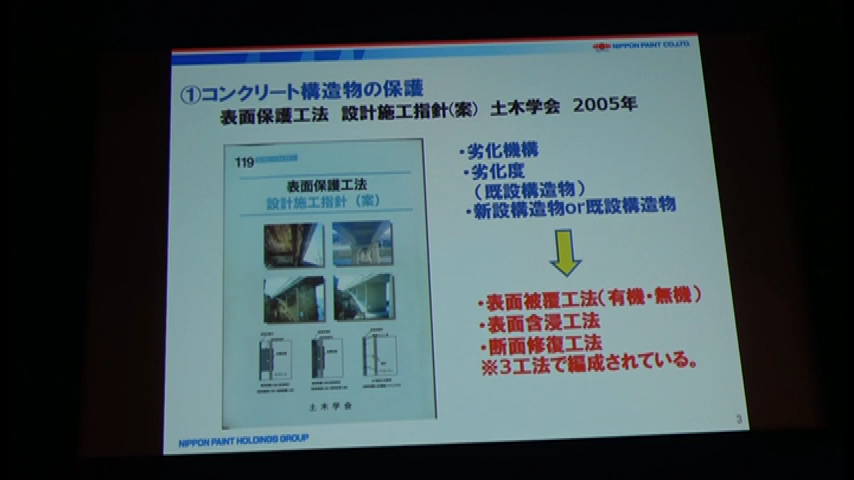 NIPPON PAINT CO.,LTD.
①コンクリート構造物の保護
表面保護工法 設計施工指針(案) 土木学会 2005年
119
表面保護工法
設計施工指針(案)
土木学会
・劣化機構
・劣化度
(既設構造物)
・新設構造物or既設構造物
・表面被覆工法(有機・無機)
・表面含浸工法
・断面修復工法
※3工法で編成されている。
NIPPON PAINT HOLDINGS GROUP
3